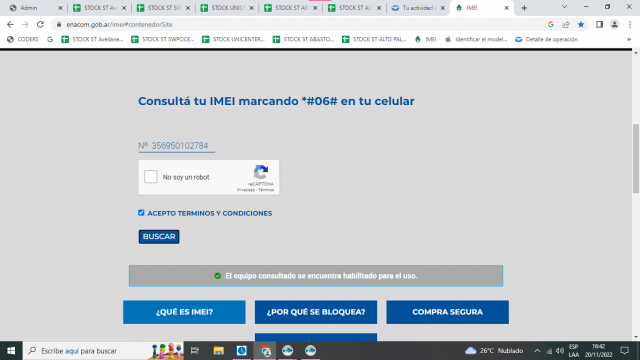 Admin
STOCK ST Av
STOCK ST SW
STOCK UNIC
STOCK ST AB
STOCK ST AL
Tu actividad
IMEI
enacom.gob.ar/imei#contenedorSite
CODERS
STOCK ST Avellane...
STOCK ST SWPOCE...
STOCK UNICENTER...
STOCK ST ABASTO...
STOCK ST ALTO PAL...
IMEI
Identificar el model...
Detalle de operación
Consultá tu IMEI marcando *#06# en tu celular
Nº 356950102784
No soy un robot
reCAPTCHA
Privacidad - Términos
ACEPTO TERMINOS Y CONDICIONES
BUSCAR
El equipo consultado se encuentra habilitado para el uso.
¿QUÉ ES IMEI?
¿POR QUÉ SE BLOQUEA?
COMPRA SEGURA
Escribe aquí para buscar
26°C Nublado
ESP
LAA
16:42
20/11/2022